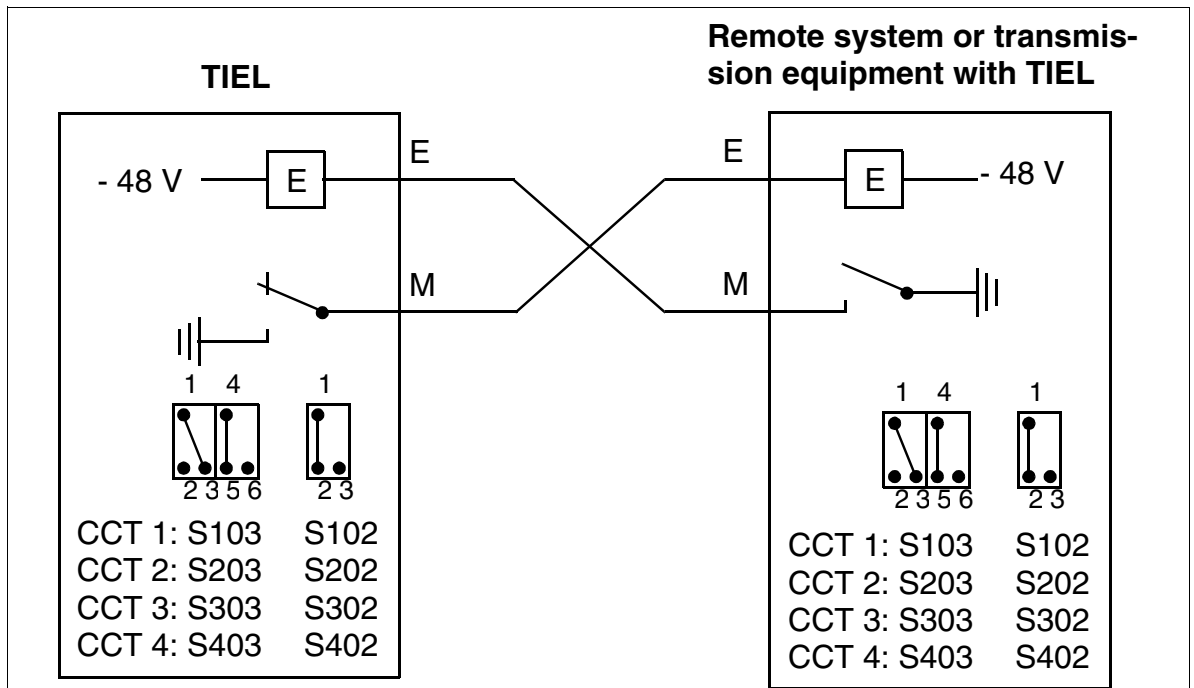 Remote system or transmis-
sion equipment with TIEL
TIEL
E
E
- 48 V
E
E
- 48 V
M
M
1 4 1
2 3 5 6 2 3
CCT 1: S103 S102
CCT 2: S203 S202
CCT 3: S303 S302
CCT 4: S403 S402
1 4 1
2 3 5 6 2 3
CCT 1: S103 S102
CCT 2: S203 S202
CCT 3: S303 S302
CCT 4: S403 S402